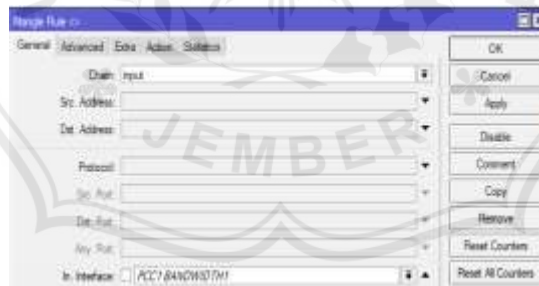 Mangle Rule <>
General Advanced Extra Action Statistics
OK
Chain: input
Cancel
Src. Address:
Apply
Dst. Address:
Disable
Protocol:
Comment
Src. Port:
Copy
Dst. Port:
Remove
Any. Port:
Reset Counters
In. Interface: PCC1 BANDWIDTH1
Reset All Counters
JEMBER